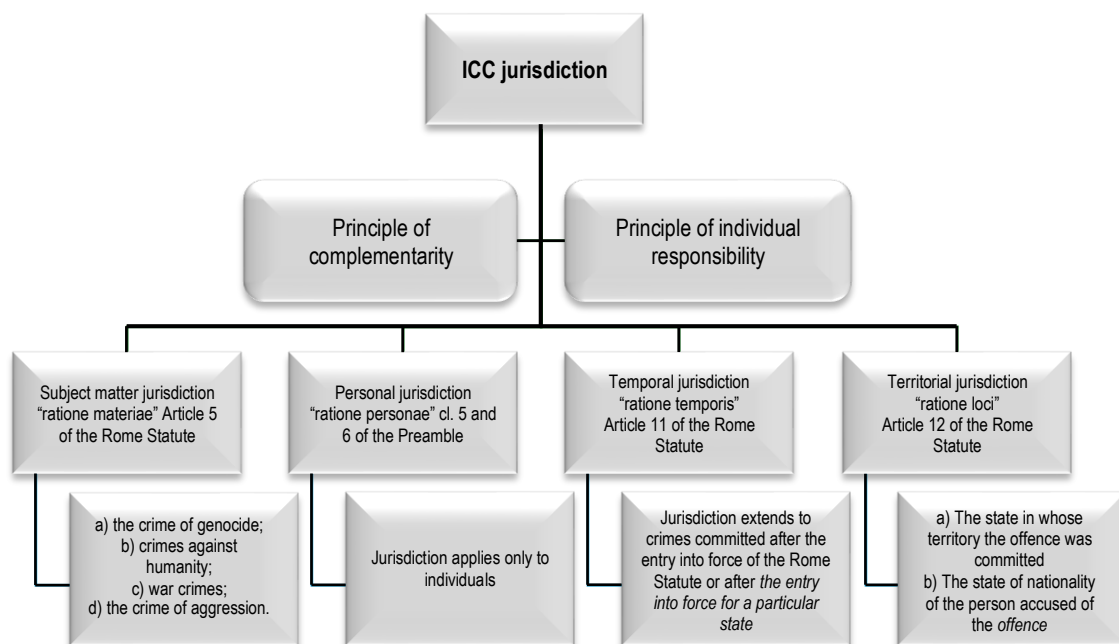 ICC jurisdiction
Principle of
complementarity
Principle of individual
responsibility
Subject matter jurisdiction
“ratione materiae” Article 5
of the Rome Statute
Personal jurisdiction
“ratione personae” cl. 5 and
6 of the Preamble
Temporal jurisdiction
“ratione temporis”
Article 11 of the Rome
Statute
Territorial jurisdiction
“ratione loci”
Article 12 of the Rome
Statute
a) the crime of genocide;
b) crimes against
humanity;
c) war crimes;
d) the crime of aggression.
Jurisdiction applies only to
individuals
Jurisdiction extends to
crimes committed after the
entry into force of the Rome
Statute or after the entry
into force for a particular
state
a) The state in whose
territory the offence was
committed
b) The state of nationality
of the person accused of
the offence